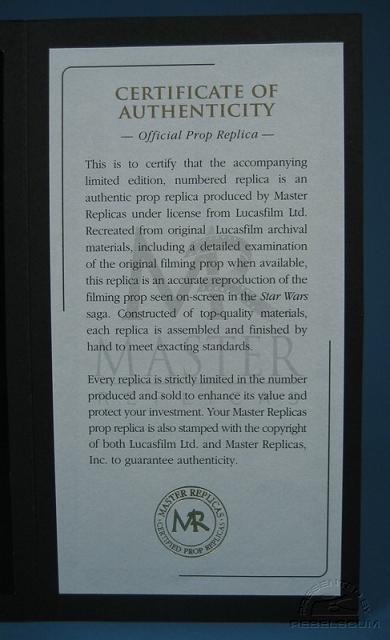 CERTIFICATE OF
AUTHENTICITY
— Official Prop Replica —
This is to certify that the accompanying
limited edition, numbered replica is an
authentic prop replica produced by Master
Replicas under license from Lucasfilm Ltd.
Recreated from original Lucasfilm archival
materials, including a detailed examination
of the original filming prop when available,
this replica is an accurate reproduction of the
filming prop seen on-screen in the Star Wars
saga. Constructed of top-quality materials,
each replica is assembled and finished by
hand to meet exacting standards.
MR
MASTER
Every replica is strictly limited in the number
produced and sold to enhance its value and
protect your investment. Your Master Replicas
prop replica is also stamped with the copyright
of both Lucasfilm Ltd. and Master Replicas,
Inc. to guarantee authenticity.
MASTER REPLICAS
MR
CERTIFIED PROP REPLICA
PRESENTED BY
REBELSCUM